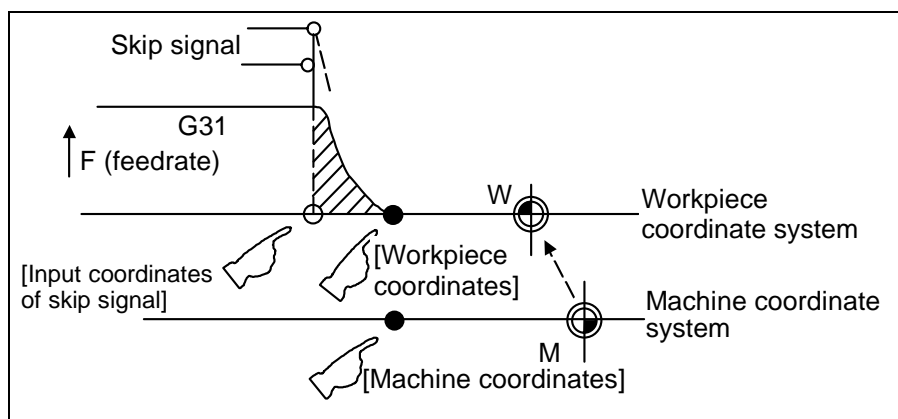 Skip signal
G31
F (feedrate)
W
Workpiece
coordinate system
[Input coordinates
of skip signal]
[Workpiece
coordinates]
Machine coordinate
system
M
[Machine coordinates]